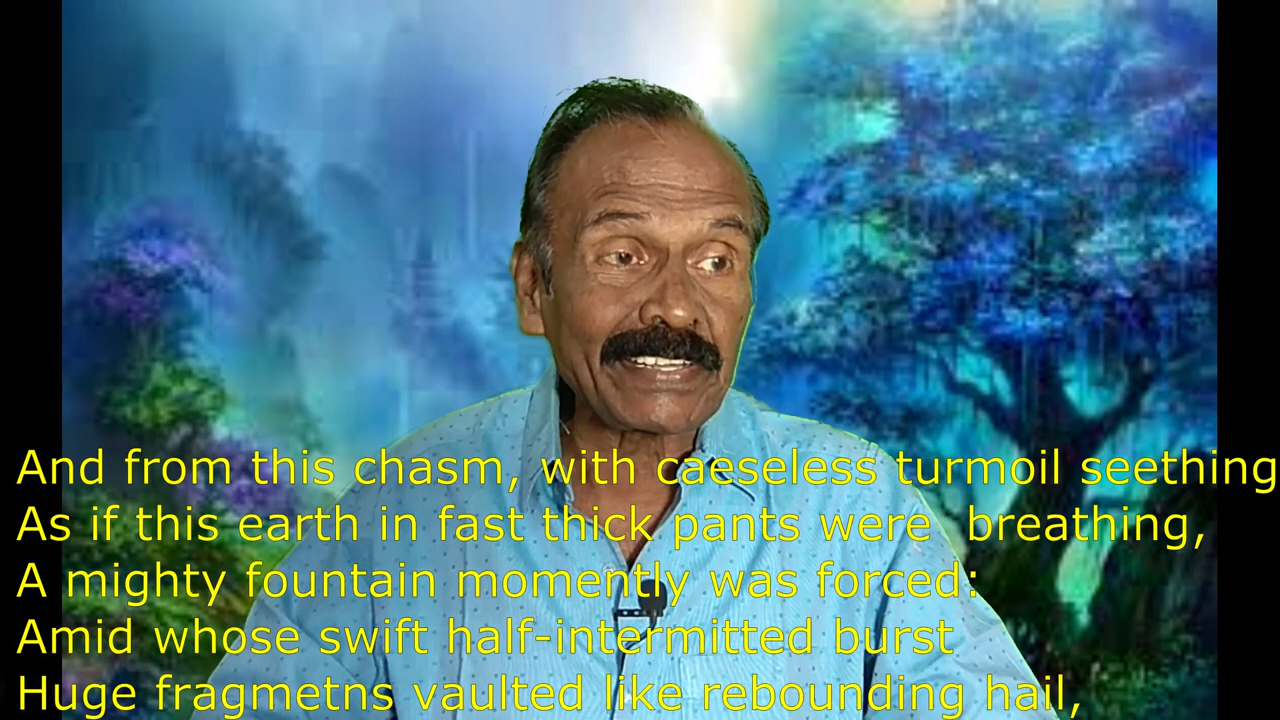 And from this chasm, with caeseless turmoil seething
As if this earth in fast thick pants were breathing,
A mighty fountain momently was forced:
Amid whose swift half-intermitted burst
Huge fragmetns vaulted like rebounding hail,